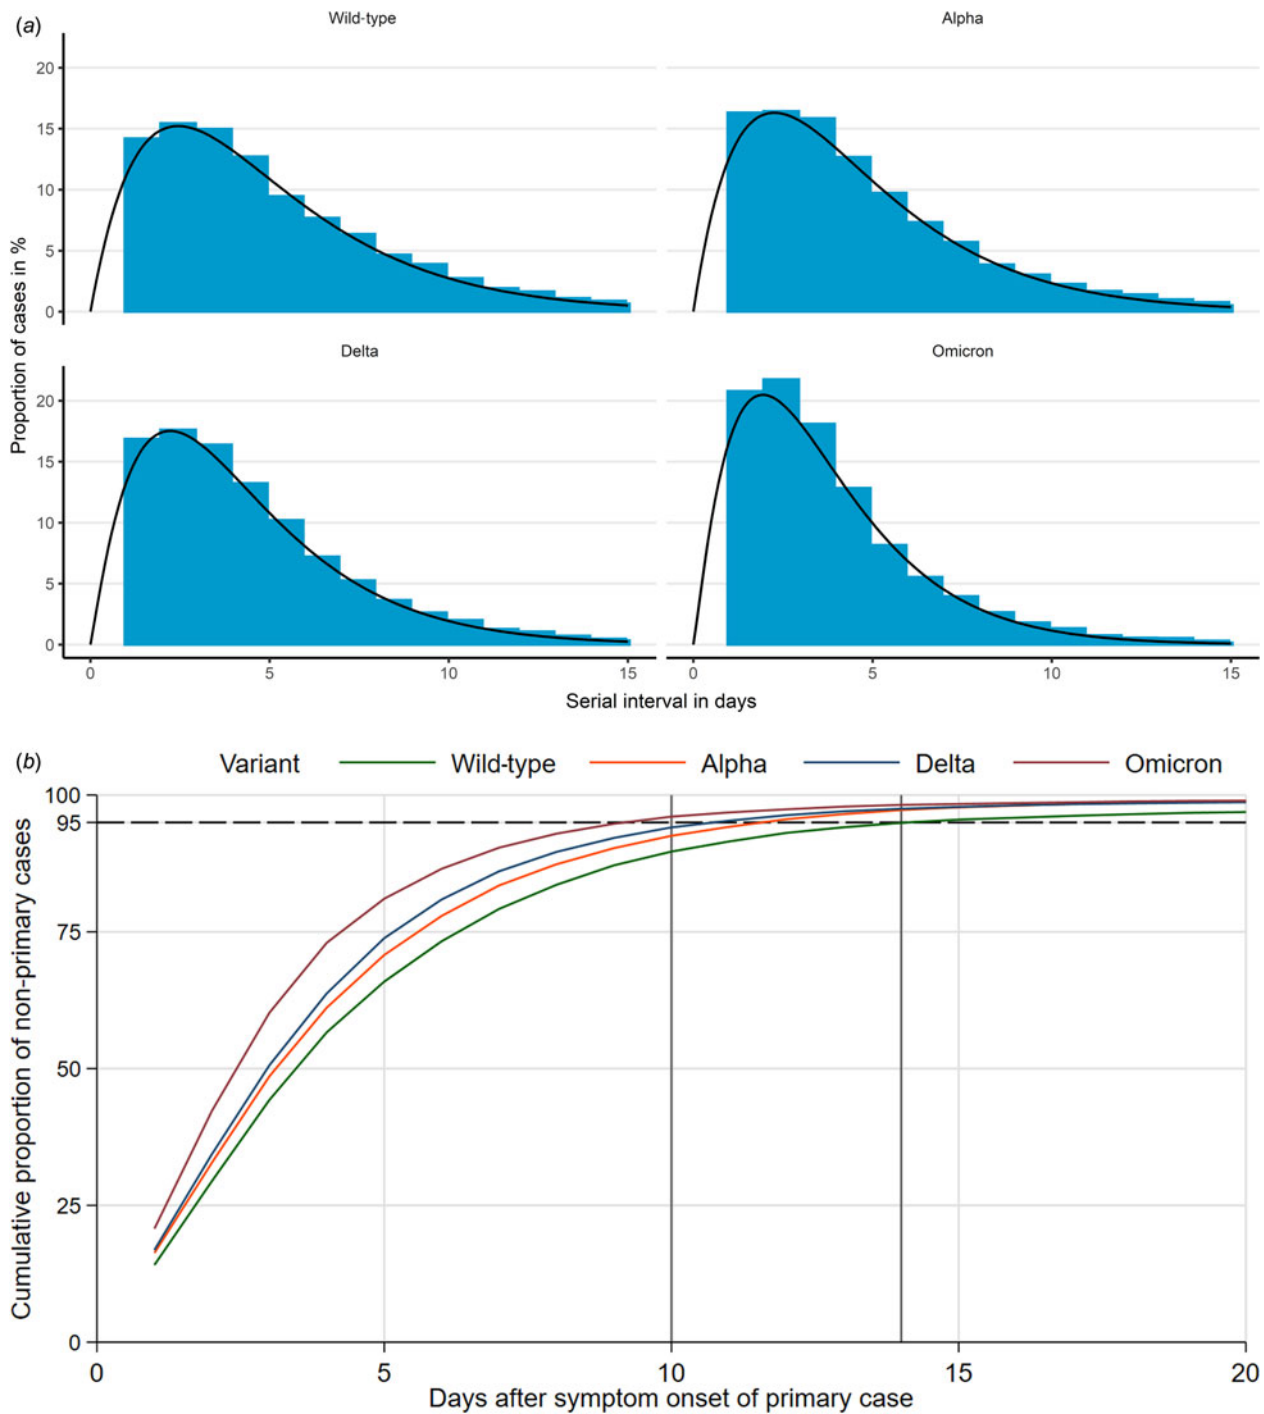 (a)
Wild-type
Alpha
20
15
10
5
0
Delta
Omicron
20
15
10
5
0
Proportion of cases in %
0 5 10 15
0 5 10 15
Serial interval in days
(b)
Variant Wild-type Alpha Delta Omicron
100
95
75
50
25
0
Cumulative proportion of non-primary cases
0 5 10 15 20
Days after symptom onset of primary case